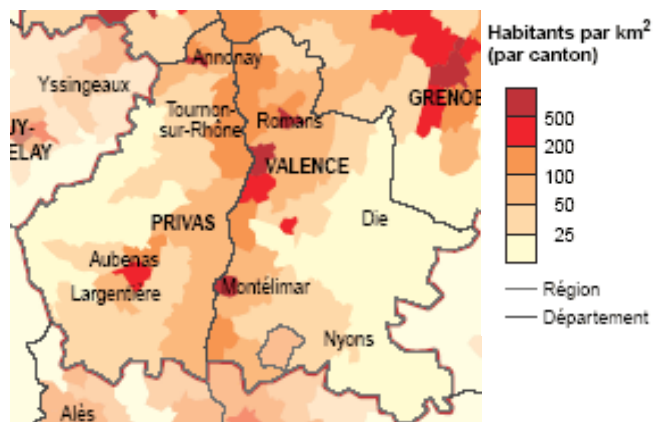 Habitants par km²
(par canton)
Annonay
Yssingeaux
GRENOB
Tournon-
sur-Rhône
Romans
UY-
ELAY
VALENCE
PRIVAS
Die
Aubenas
Largentière
Montélimar
Nyons
Alès
500
200
100
50
25
Région
Département